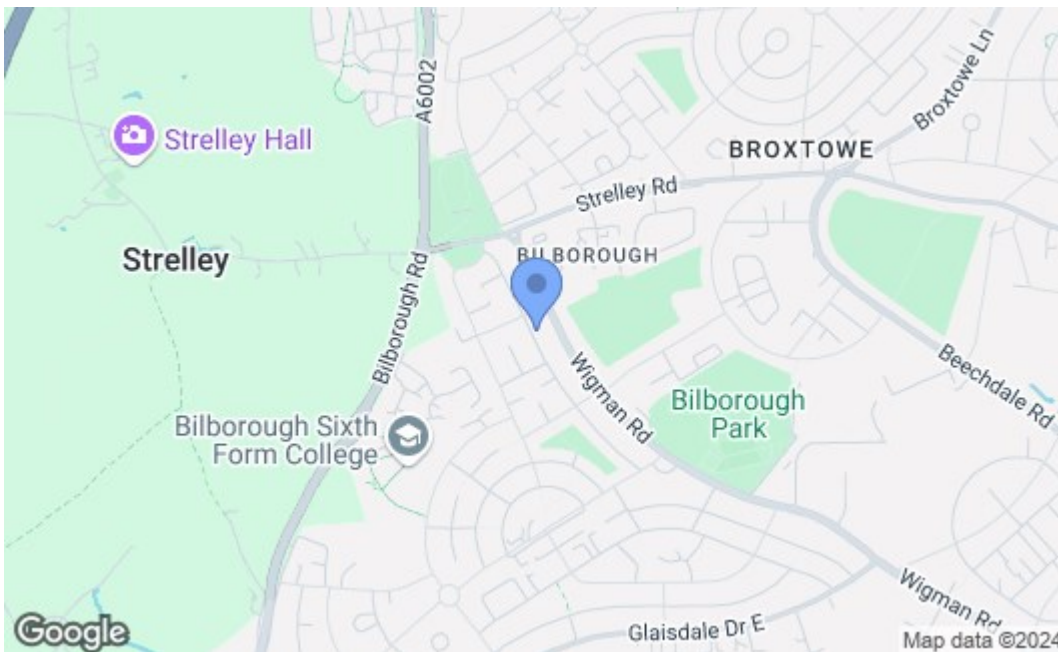 A6002
Broxtowe Ln
Strelley Hall
BROXTOWE
Strelley Rd
Strelley
BILBOROUGH
Bilborough Rd
Wigman Rd
Beechdale Rd
Bilborough
Park
Bilborough Sixth
Form College
Wigman Rd
Glaisdale Dr E
Google
Map data ©2024